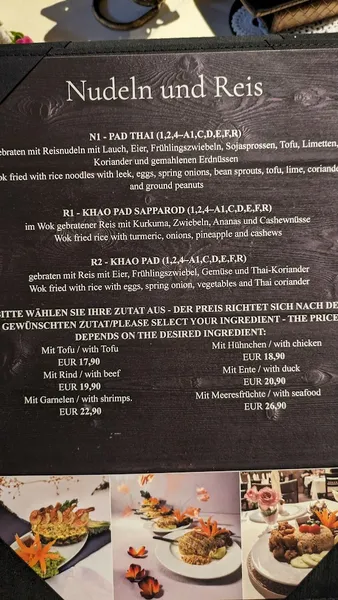 Nudeln und Reis
N1 - PAD THAI (1,2,4–A1,C,D,E,F,R)
mit Reisnudeln mit Lauch, Eier, Frühlingszwiebeln, Sojasprossen, Tofu, Limetten,
Koriander und gemahlenen Erdnüssen
fried with rice noodles with leek, eggs, spring onions, bean sprouts, tofu, lime,
and ground peanuts
R1 - KHAO PAD SAPPAROD (1,2,4–A1,C,D,E,F,R)
im Wok gebratener Reis mit Kurkuma, Zwiebeln, Ananas und Cashewnüsse
Wok fried rice with turmeric, onions, pineapple and cashews
R2 - KHAO PAD (1,2,4–A1,C,D,E,F,R)
gebraten mit Reis mit Eier, Frühlingszwiebel, Gemüse und Thai-Koriander
Wok fried rice with eggs, spring onion, vegetables and Thai coriander
WÄHLEN SIE IHRE ZUTAT AUS - DER PREIS RICHTET SICH NACH
GEWÜNSCHTEN ZUTAT/PLEASE SELECT YOUR INGREDIENT - THE PRICE
DEPENDS ON THE DESIRED INGREDIENT:
Mit Tofu / with Tofu
EUR 17,90
Mit Rind / with beef
EUR 19,90
Mit Garnelen / with shrimps.
EUR 22,90
Mit Hühnchen / with chicken
EUR 18,90
Mit Ente / with duck
EUR 20,90
Mit Meeresfrüchte / with seafood
EUR 26,90